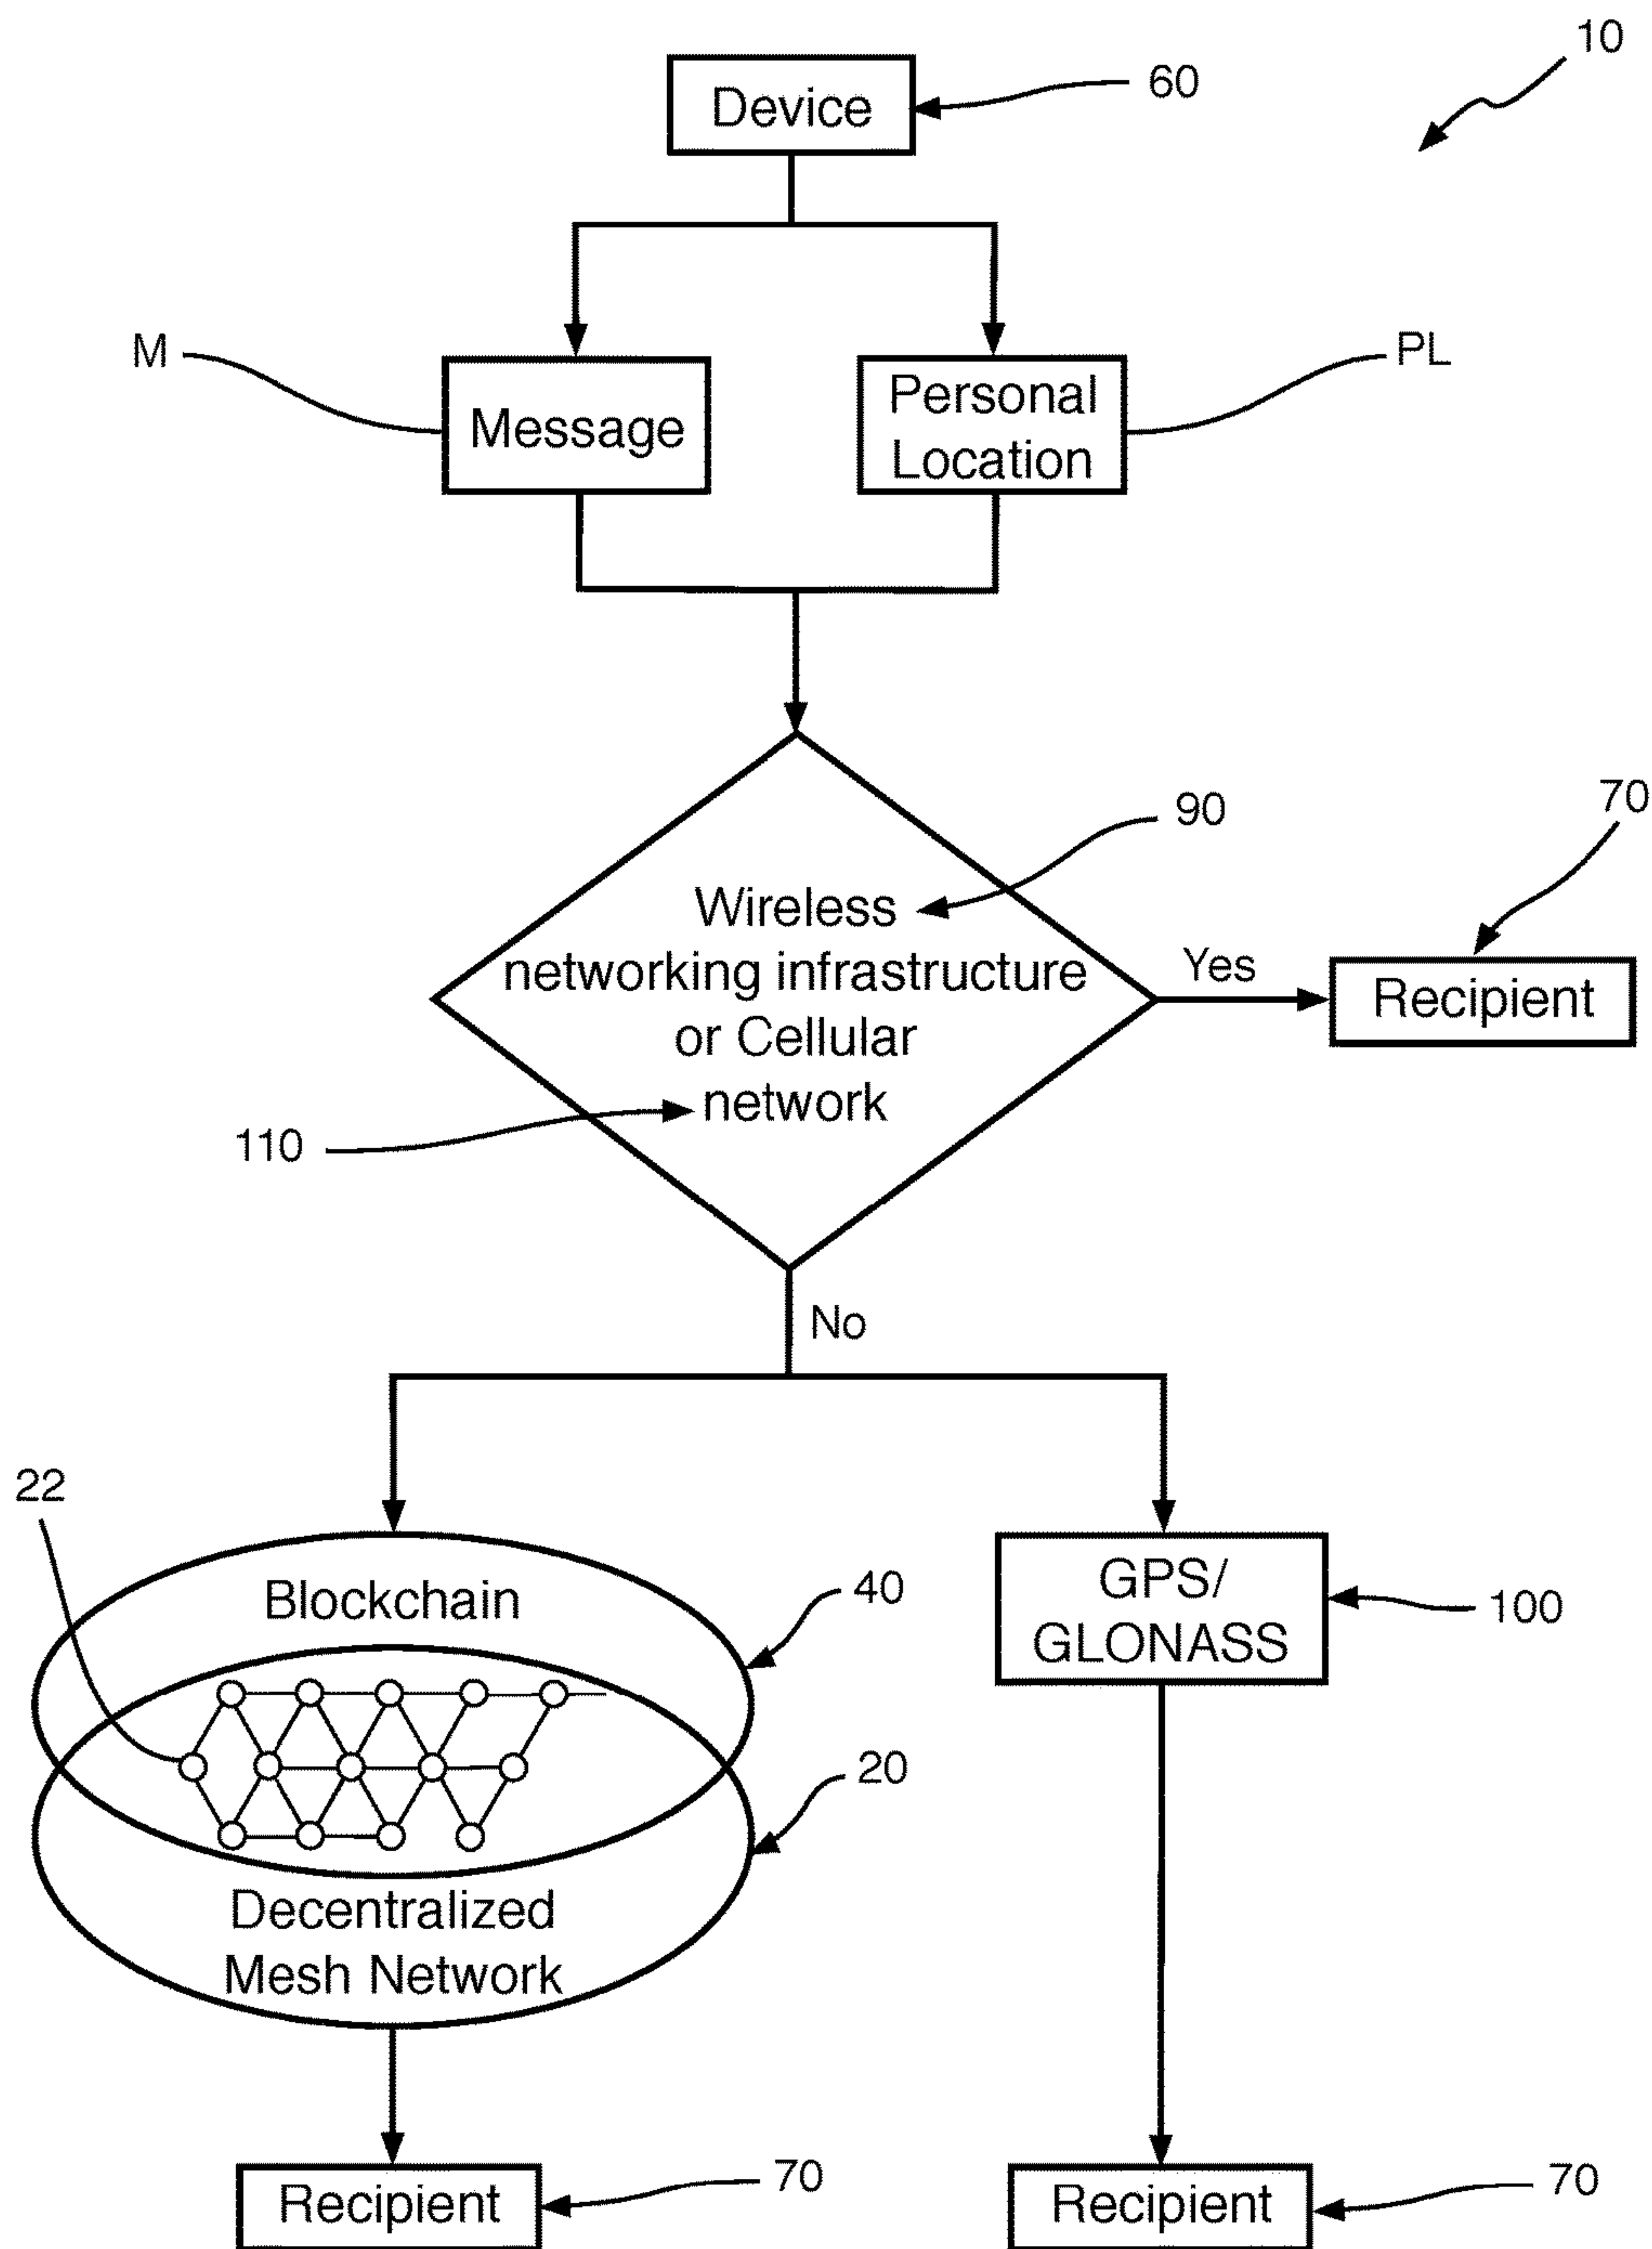 10
Device
60
M
Message
Personal
Location
PL
90
70
Wireless
networking infrastructure
or Cellular
network
Yes
Recipient
110
No
22
Blockchain
40
GPS/
GLONASS
100
20
Decentralized
Mesh Network
Recipient
70
Recipient
70